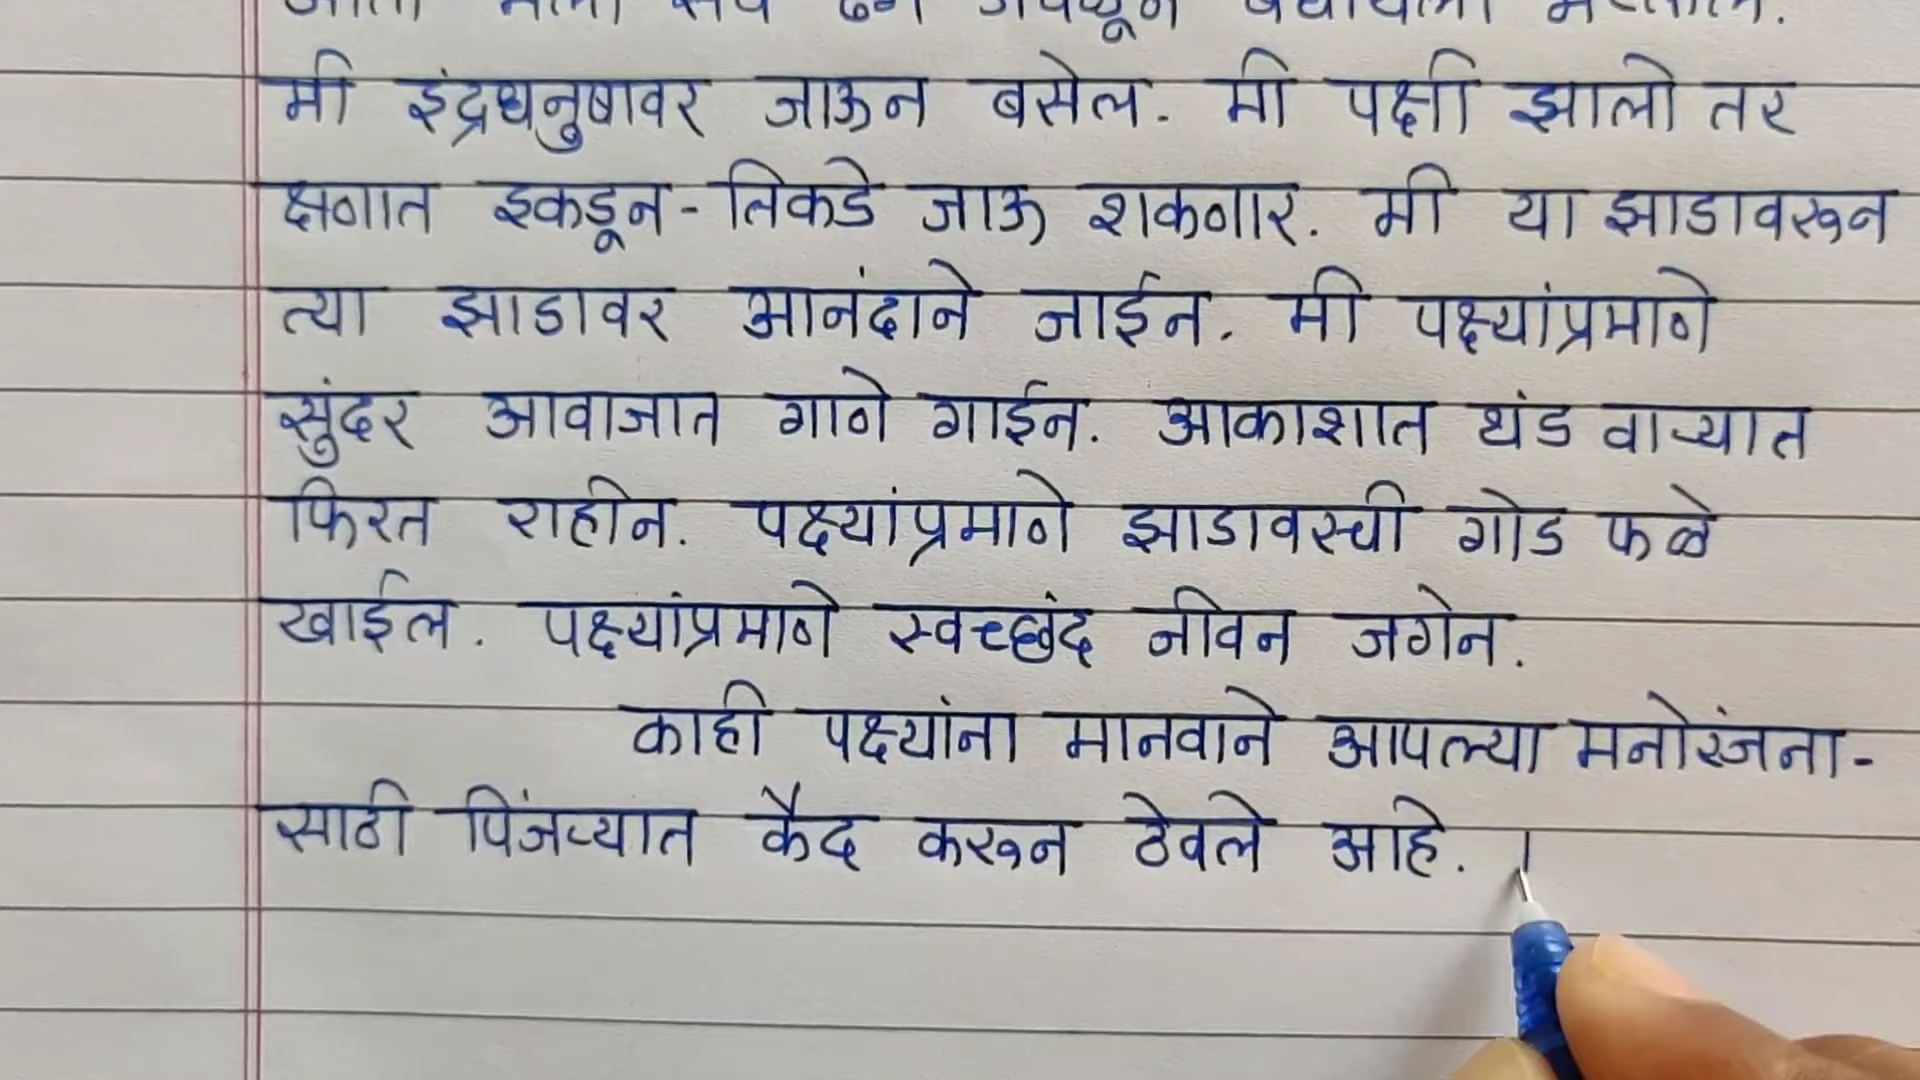 मी इंद्रधनुषावर जाऊन बसेल. मी पक्षी झालो तर
क्षणात इकडून-तिकडे जाऊ शकणार. मी या झाडावरून
त्या झाडावर आनंदाने जाईन. मी पक्ष्यांप्रमाणे
सुंदर आवाजात गाणे गाईन. आकाशात थंड वाऱ्यात
फिरत राहीन. पक्ष्यांप्रमाणे झाडावरची गोड फळे
खाईल. पक्ष्यांप्रमाणे स्वच्छंद जीवन जगेन.
काही पक्ष्यांना मानवाने आपल्या मनोरंजना-
साठी पिंजऱ्यात कैद करून ठेवले आहे.